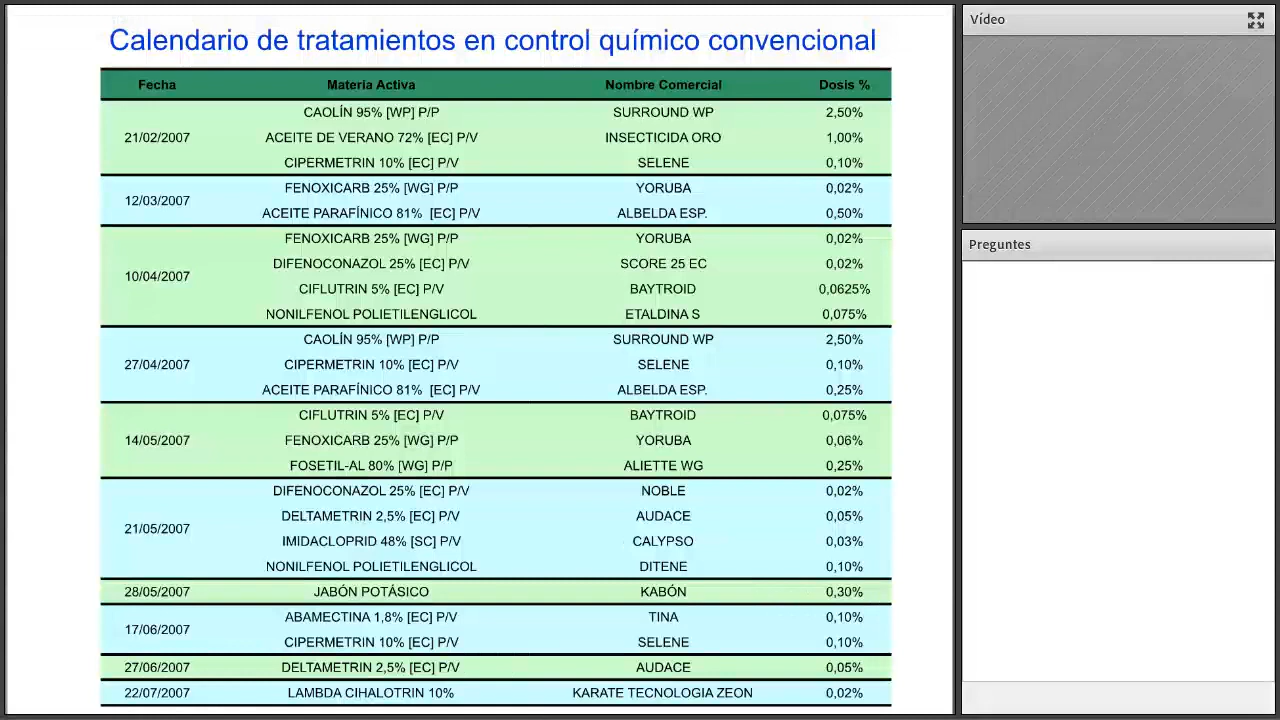 Calendario de tratamientos en control químico convencional
Fecha Materia Activa Nombre Comercial Dosis %
21/02/2007
CAOLÍN 95% [WP] P/P SURROUND WP 2,50%
ACEITE DE VERANO 72% [EC] P/V INSECTICIDA ORO 1,00%
CIPERMETRIN 10% [EC] P/V SELENE 0,10%
12/03/2007
FENOXICARB 25% [WG] P/P YORUBA 0,02%
ACEITE PARAFÍNICO 81% [EC] P/V ALBELDA ESP. 0,50%
10/04/2007
FENOXICARB 25% [WG] P/P YORUBA 0,02%
DIFENOCONAZOL 25% [EC] P/V SCORE 25 EC 0,02%
CIFLUTRIN 5% [EC] P/V BAYTROID 0,0625%
NONILFENOL POLIETILENGLICOL ETALDINA S 0,075%
27/04/2007
CAOLÍN 95% [WP] P/P SURROUND WP 2,50%
CIPERMETRIN 10% [EC] P/V SELENE 0,10%
ACEITE PARAFÍNICO 81% [EC] P/V ALBELDA ESP. 0,25%
14/05/2007
CIFLUTRIN 5% [EC] P/V BAYTROID 0,075%
FENOXICARB 25% [WG] P/P YORUBA 0,06%
FOSETIL-AL 80% [WG] P/P ALIETTE WG 0,25%
21/05/2007
DIFENOCONAZOL 25% [EC] P/V NOBLE 0,02%
DELTAMETRIN 2,5% [EC] P/V AUDACE 0,05%
IMIDACLOPRID 48% [SC] P/V CALYPSO 0,03%
NONILFENOL POLIETILENGLICOL DITENE 0,10%
28/05/2007 JABÓN POTÁSICO KABÓN 0,30%
17/06/2007
ABAMECTINA 1,8% [EC] P/V TINA 0,10%
CIPERMETRIN 10% [EC] P/V SELENE 0,10%
27/06/2007 DELTAMETRIN 2,5% [EC] P/V AUDACE 0,05%
22/07/2007 LAMBDA CIHALOTRIN 10% KARATE TECNOLOGIA ZEON 0,02%
Vídeo
Preguntes